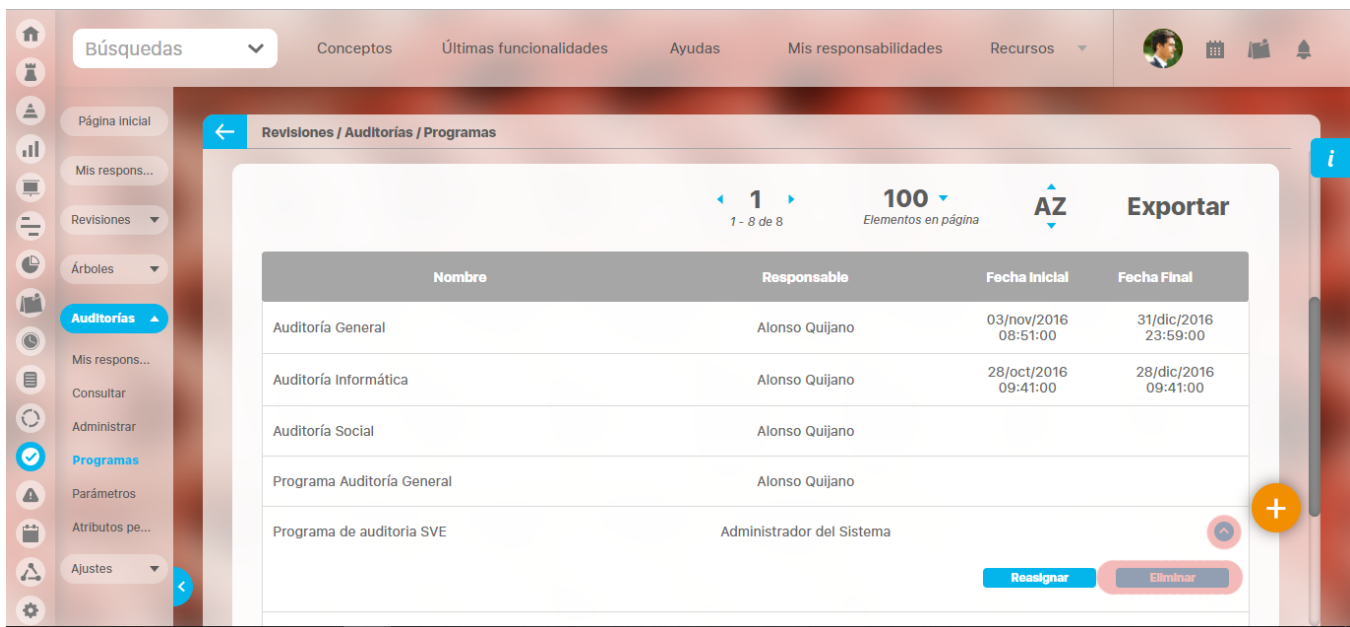 Búsquedas
Conceptos
Últimas funcionalidades
Ayudas
Mis responsabilidades
Recursos
Página inicial
Mis respons...
Revisiones
Árboles
Auditorías
Mis respons...
Consultar
Administrar
Programas
Parámetros
Atributos pe...
Ajustes
Revisiones / Auditorías / Programas
i
1
1 - 8 de 8
100
Elementos en página
AZ
Exportar
Nombre Responsable Fecha Inicial Fecha Final
Auditoría General Alonso Quijano 03/nov/2016 31/dic/2016
08:51:00 23:59:00
Auditoría Informática Alonso Quijano 28/oct/2016 28/dic/2016
09:41:00 09:41:00
Auditoría Social Alonso Quijano
Programa Auditoría General Alonso Quijano
Programa de auditoria SVE Administrador del Sistema
Reasignar Eliminar